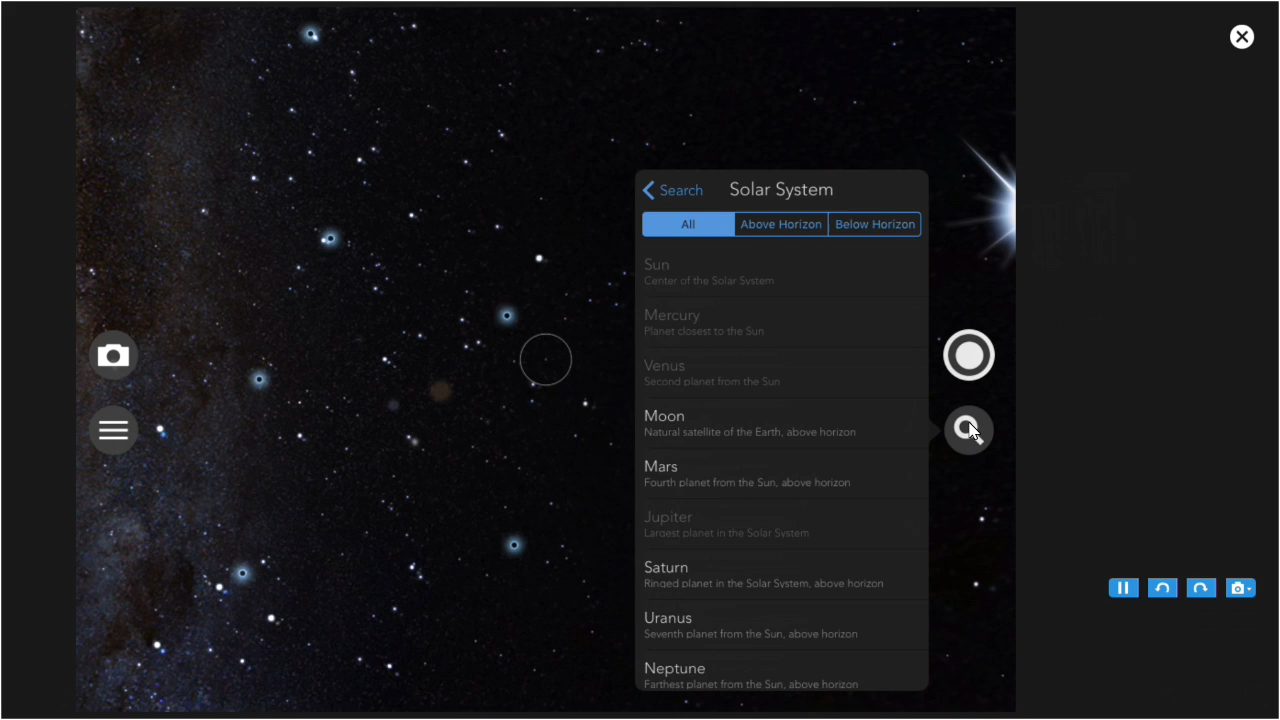 Search
Solar System
All
Above Horizon
Below Horizon
Sun
Center of the Solar System
Mercury
Planet closest to the Sun
Venus
Second planet from the Sun
Moon
Natural satellite of the Earth, above horizon
Mars
Fourth planet from the Sun, above horizon
Jupiter
Largest planet in the Solar System
Saturn
Ringed planet in the Solar System, above horizon
Uranus
Seventh planet from the Sun, above horizon
Neptune
Farthest planet from the Sun, above horizon